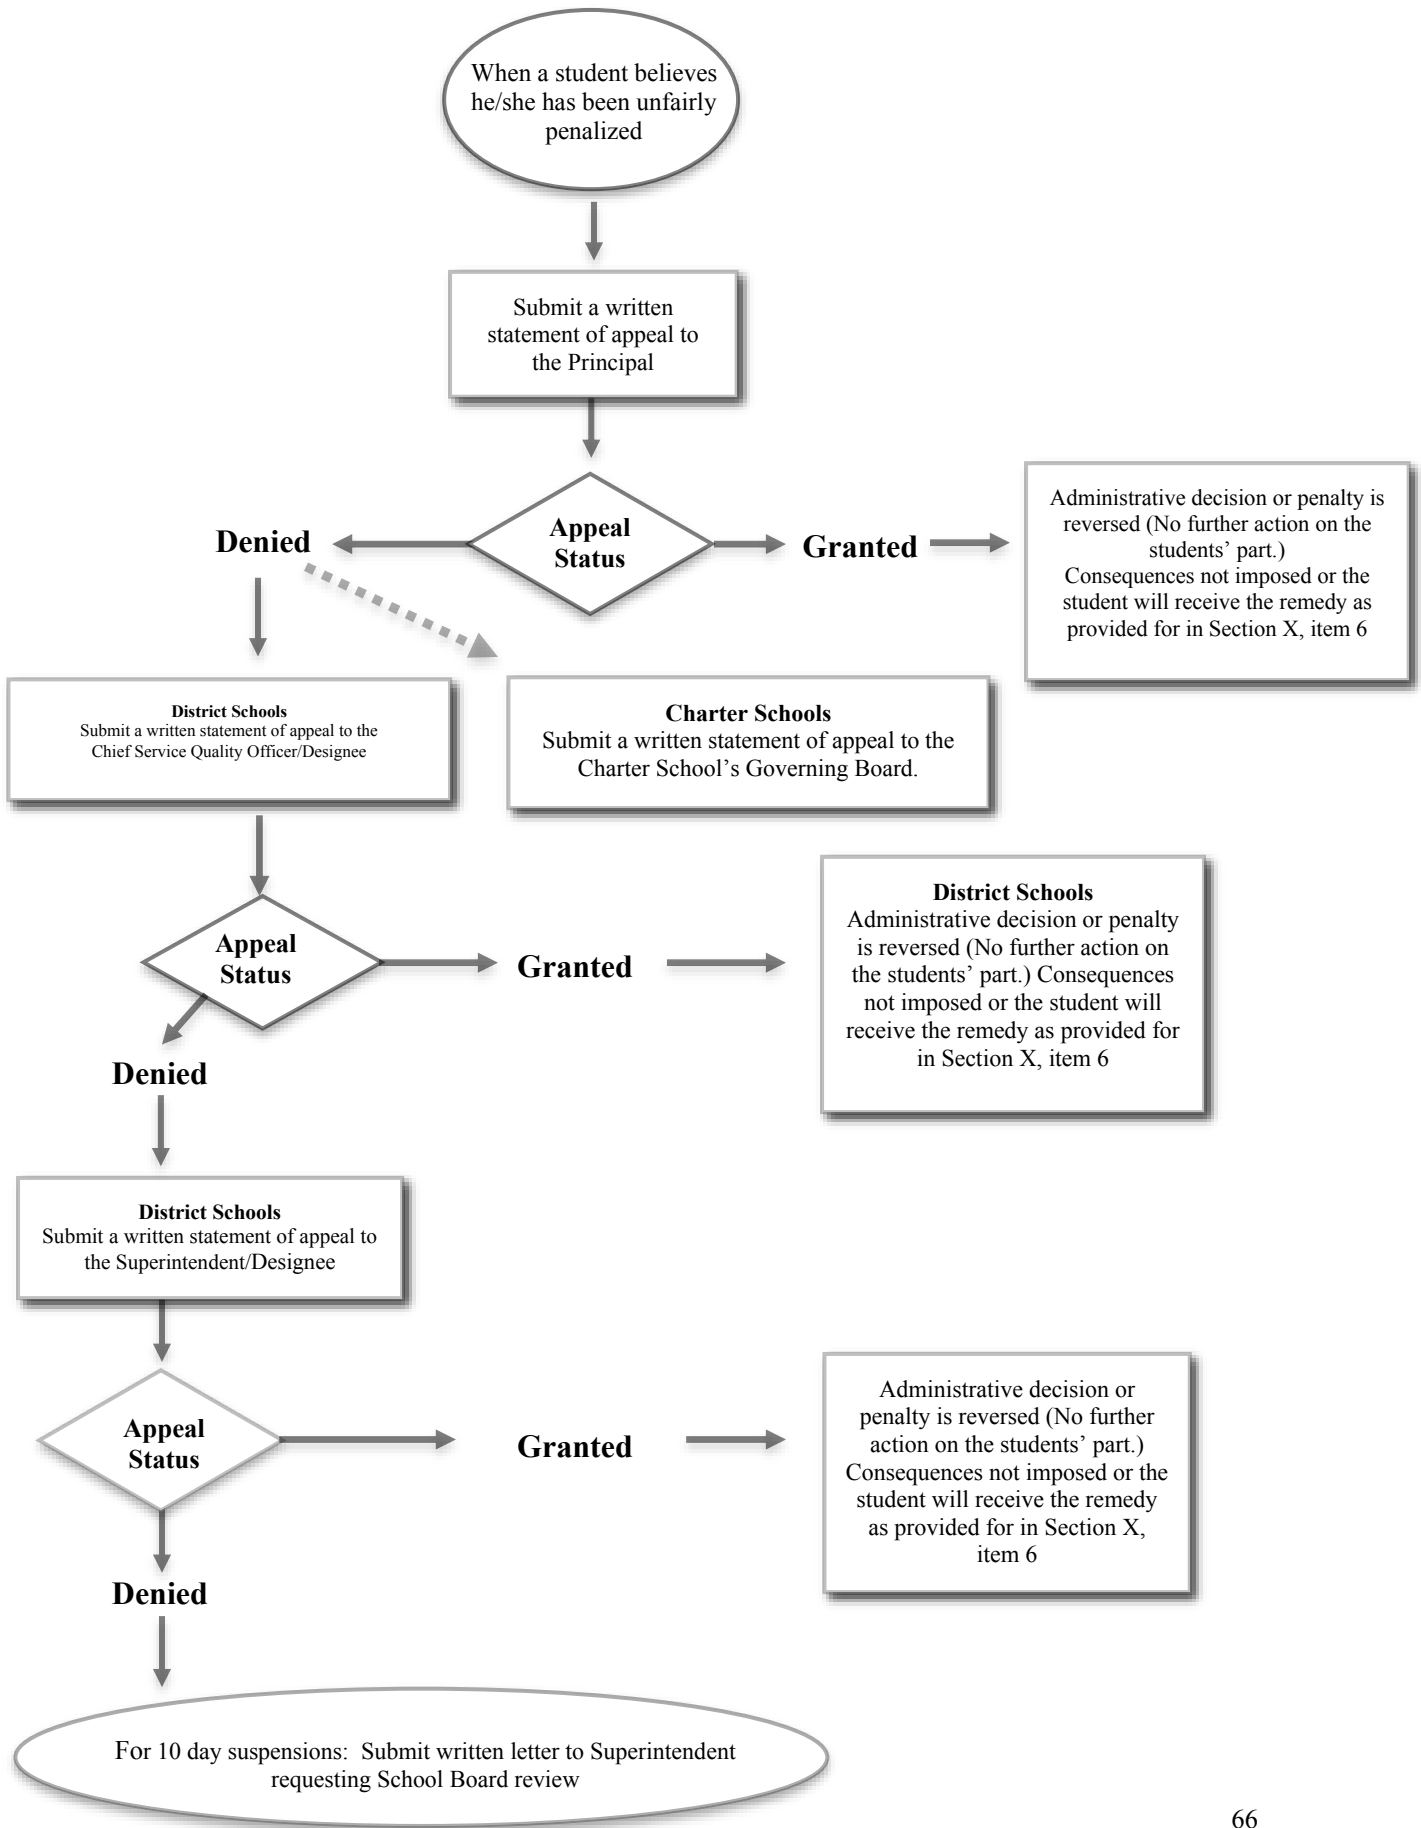 When a student believes
he/she has been unfairly
penalized
Submit a written
statement of appeal to
the Principal
Appeal
Status
Denied
Granted
Administrative decision or penalty is
reversed (No further action on the
students’ part.)
Consequences not imposed or the
student will receive the remedy as
provided for in Section X, item 6
District Schools
Submit a written statement of appeal to the
Chief Service Quality Officer/Designee
Charter Schools
Submit a written statement of appeal to the
Charter School’s Governing Board.
Appeal
Status
Granted
District Schools
Administrative decision or penalty
is reversed (No further action on
the students’ part.) Consequences
not imposed or the student will
receive the remedy as provided for
in Section X, item 6
Denied
District Schools
Submit a written statement of appeal to
the Superintendent/Designee
Appeal
Status
Granted
Administrative decision or
penalty is reversed (No further
action on the students’ part.)
Consequences not imposed or the
student will receive the remedy
as provided for in Section X,
item 6
Denied
For 10 day suspensions: Submit written letter to Superintendent
requesting School Board review
66